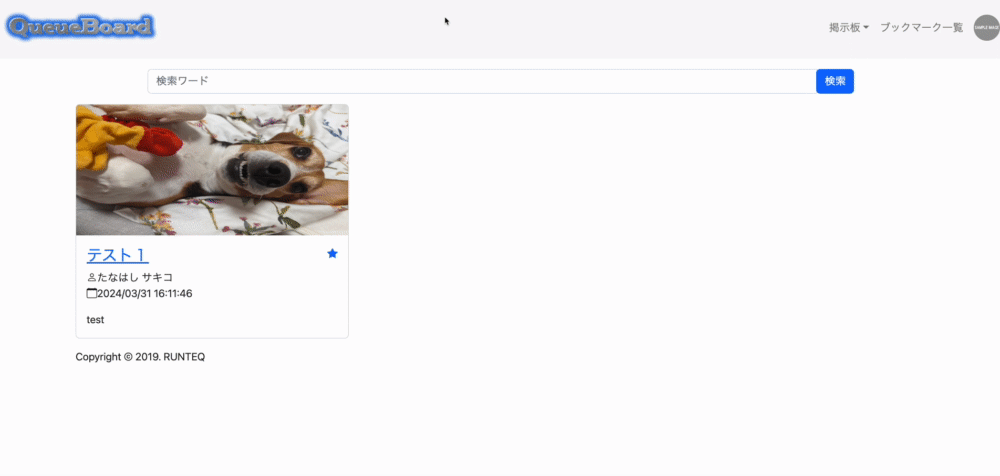 QueueBoard
掲示板 ブックマーク一覧
SAMPLE IMAGE
検索ワード 検索
テスト１
たなはし サキコ
2024/03/31 16:11:46
test
Copyright © 2019. RUNTEQ